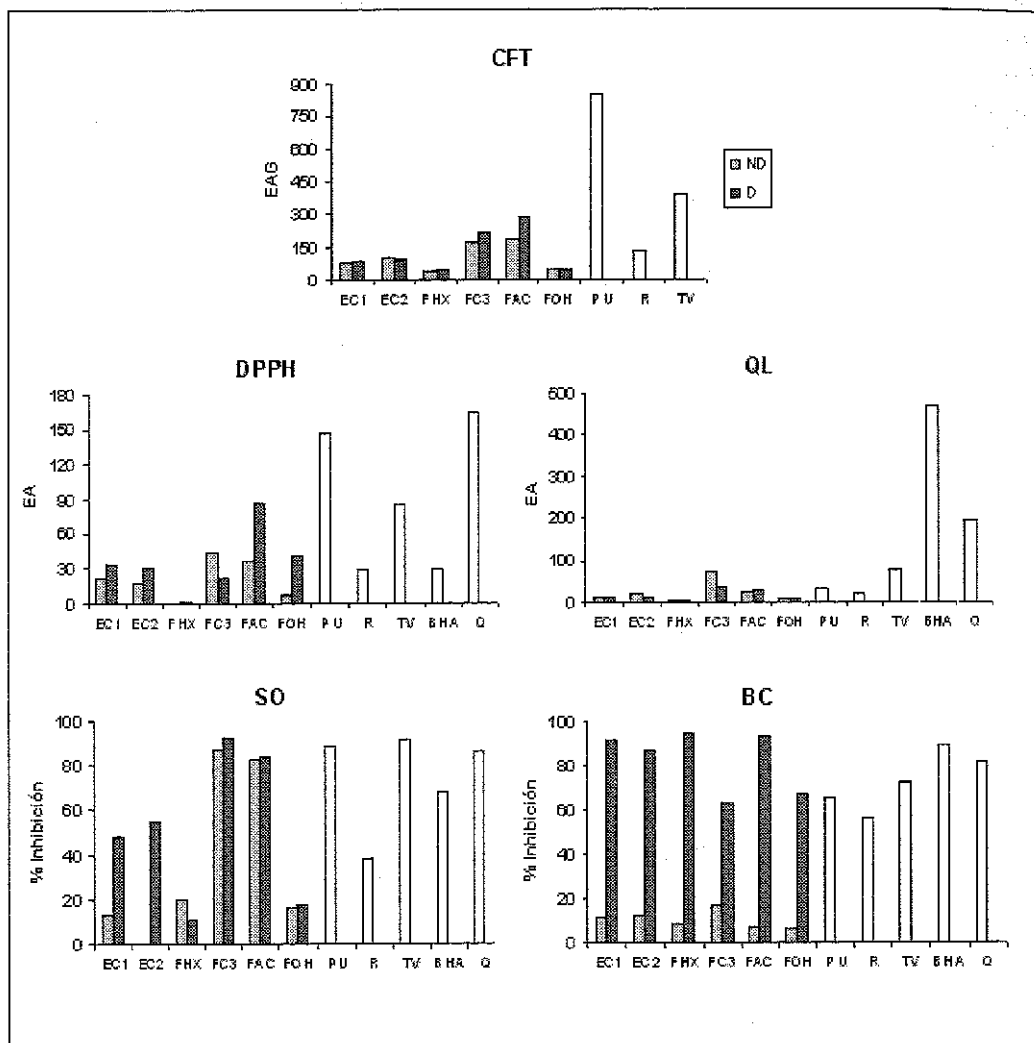 CFT
900
750
600
450
300
150
0
EAG
EC1 EC2 FHX FC3 FAC FOH PU R TV
ND
D
DPPH
180
150
120
90
60
30
0
EA
EC1 EC2 FHX FC3 FAC FOH PU R TV BHA Q
QL
500
400
300
200
100
0
EA
EC1 EC2 FHX FC3 FAC FOH PU R TV BHA Q
SO
100
80
60
40
20
0
% Inhibición
EC1 EC2 FHX FC3 FAC FOH PU R TV BHA Q
BC
100
80
60
40
20
0
% Inhibición
EC1 EC2 FHX FC3 FAC FOH PU R TV BHA Q